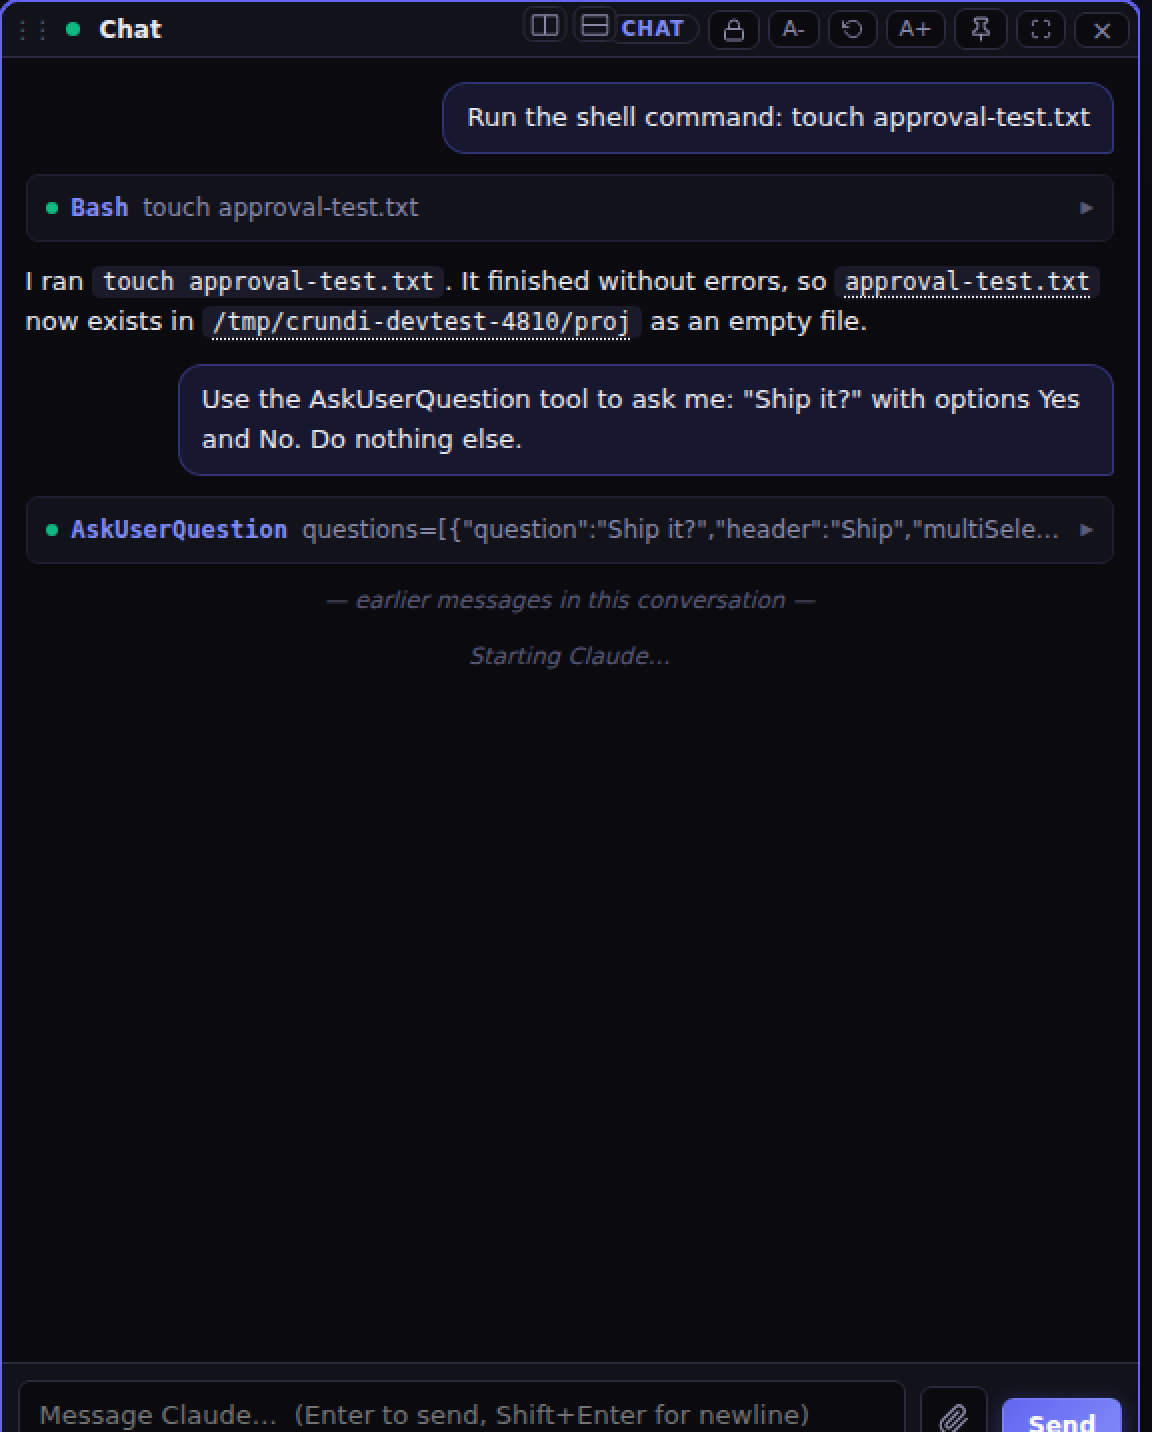 Chat
CHAT
A-
A+
Run the shell command: touch approval-test.txt
Bash touch approval-test.txt
I ran touch approval-test.txt. It finished without errors, so approval-test.txt
now exists in /tmp/crundi-devtest-4810/proj as an empty file.
Use the AskUserQuestion tool to ask me: "Ship it?" with options Yes
and No. Do nothing else.
AskUserQuestion questions=[{"question":"Ship it?","header":"Ship","multiSele...
— earlier messages in this conversation —
Starting Claude...
Message Claude... (Enter to send, Shift+Enter for newline)
Send